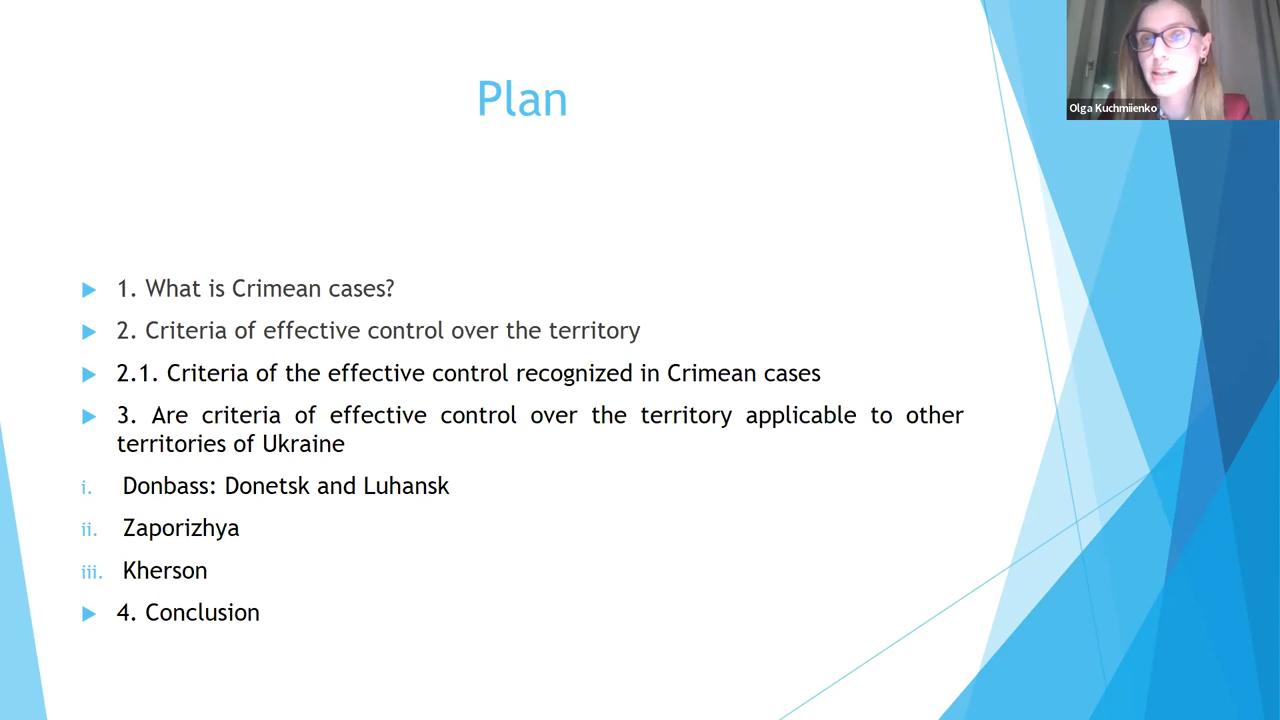 Plan
Olga Kuchmiienko
1. What is Crimean cases?
2. Criteria of effective control over the territory
2.1. Criteria of the effective control recognized in Crimean cases
3. Are criteria of effective control over the territory applicable to other
territories of Ukraine
i. Donbass: Donetsk and Luhansk
ii. Zaporizhya
iii. Kherson
4. Conclusion